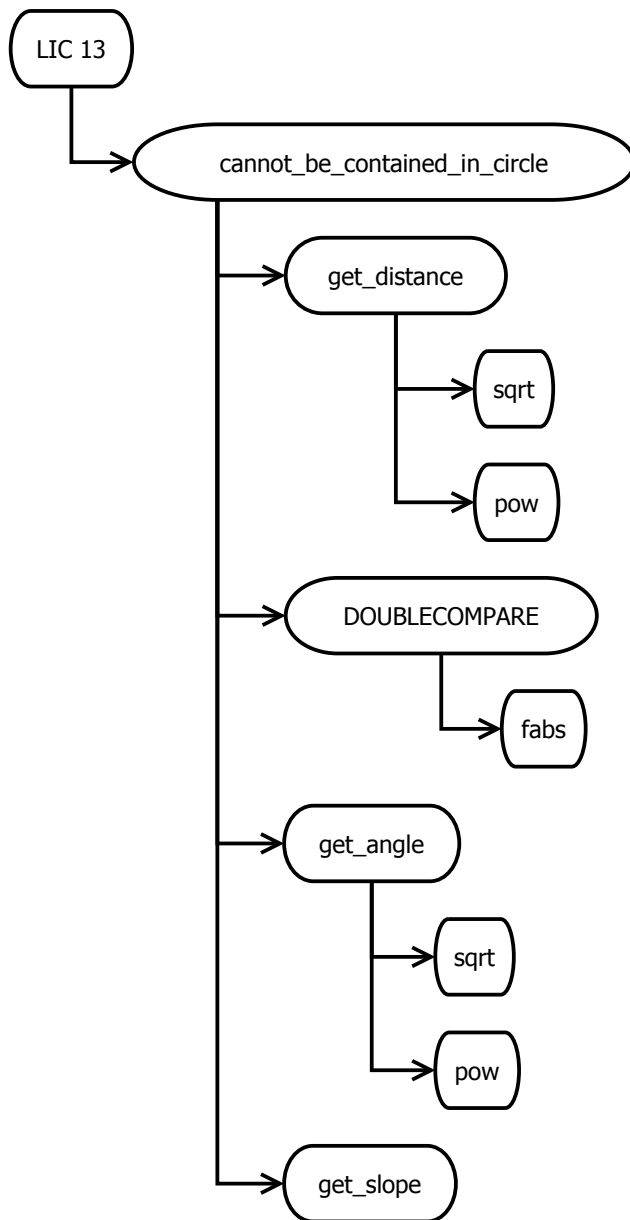 LIC 13
cannot_be_contained_in_circle
get_distance
sqrt
pow
DOUBLECOMPARE
fabs
get_angle
sqrt
pow
get_slope